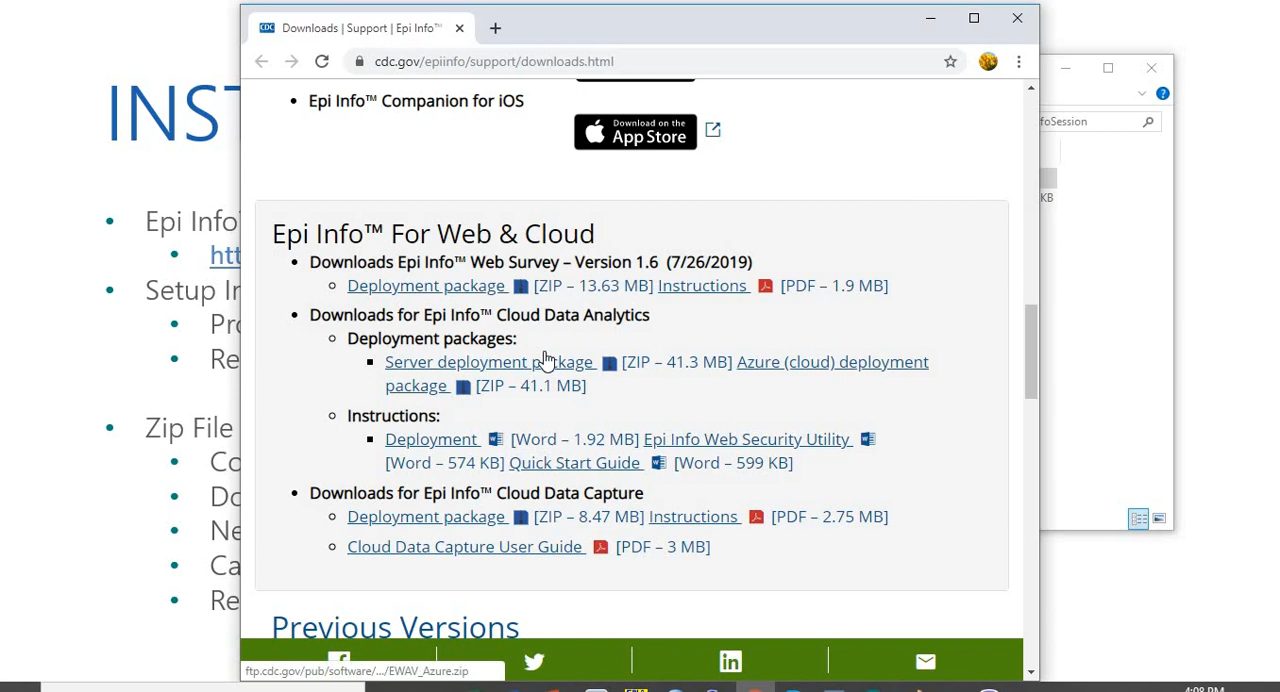 Downloads | Support | Epi Info™
cdc.gov/epiinfo/support/downloads.html
INST
Epi Info™
htt
Setup In
Pro
Re
Zip File
Co
Do
Ne
Ca
Re
foSession
KB
Epi Info™ Companion for iOS
Download on the
App Store
Epi Info™ For Web & Cloud
Downloads Epi Info™ Web Survey – Version 1.6 (7/26/2019)
Deployment package [ZIP – 13.63 MB] Instructions [PDF – 1.9 MB]
Downloads for Epi Info™ Cloud Data Analytics
Deployment packages:
Server deployment package [ZIP – 41.3 MB] Azure (cloud) deployment
package [ZIP – 41.1 MB]
Instructions:
Deployment [Word – 1.92 MB] Epi Info Web Security Utility
[Word – 574 KB] Quick Start Guide [Word – 599 KB]
Downloads for Epi Info™ Cloud Data Capture
Deployment package [ZIP – 8.47 MB] Instructions [PDF – 2.75 MB]
Cloud Data Capture User Guide [PDF – 3 MB]
Previous Versions
ftp.cdc.gov/pub/software/.../EWAV_Azure.zip
4:08 PM